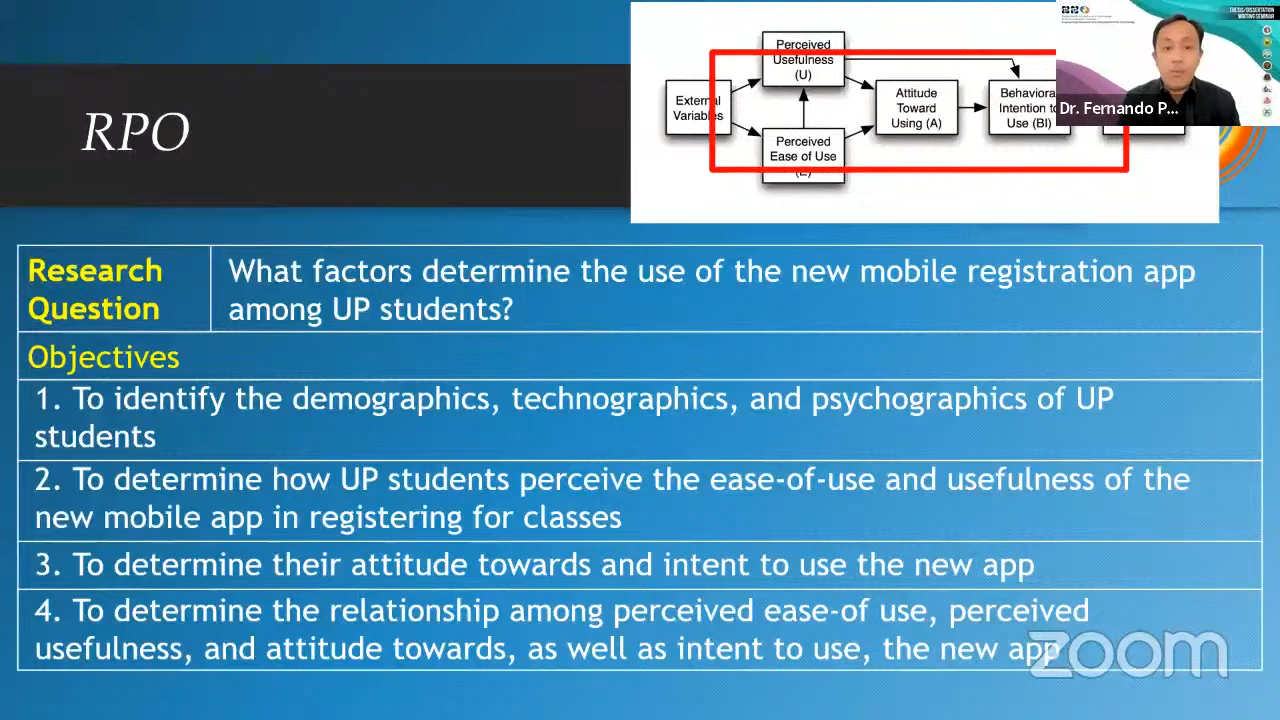 RPO
Perceived
Usefulness
(U)
External
Variables
Attitude
Toward
Using (A)
Behavioral
Intention to
Use (BI)
Perceived
Ease of Use
(E)
THESIS/DISSERTATION
WRITING SEMINAR
Dr. Fernando P...
Research
Question
What factors determine the use of the new mobile registration app
among UP students?
Objectives
1. To identify the demographics, technographics, and psychographics of UP
students
2. To determine how UP students perceive the ease-of-use and usefulness of the
new mobile app in registering for classes
3. To determine their attitude towards and intent to use the new app
4. To determine the relationship among perceived ease-of use, perceived
usefulness, and attitude towards, as well as intent to use, the new app
zoom